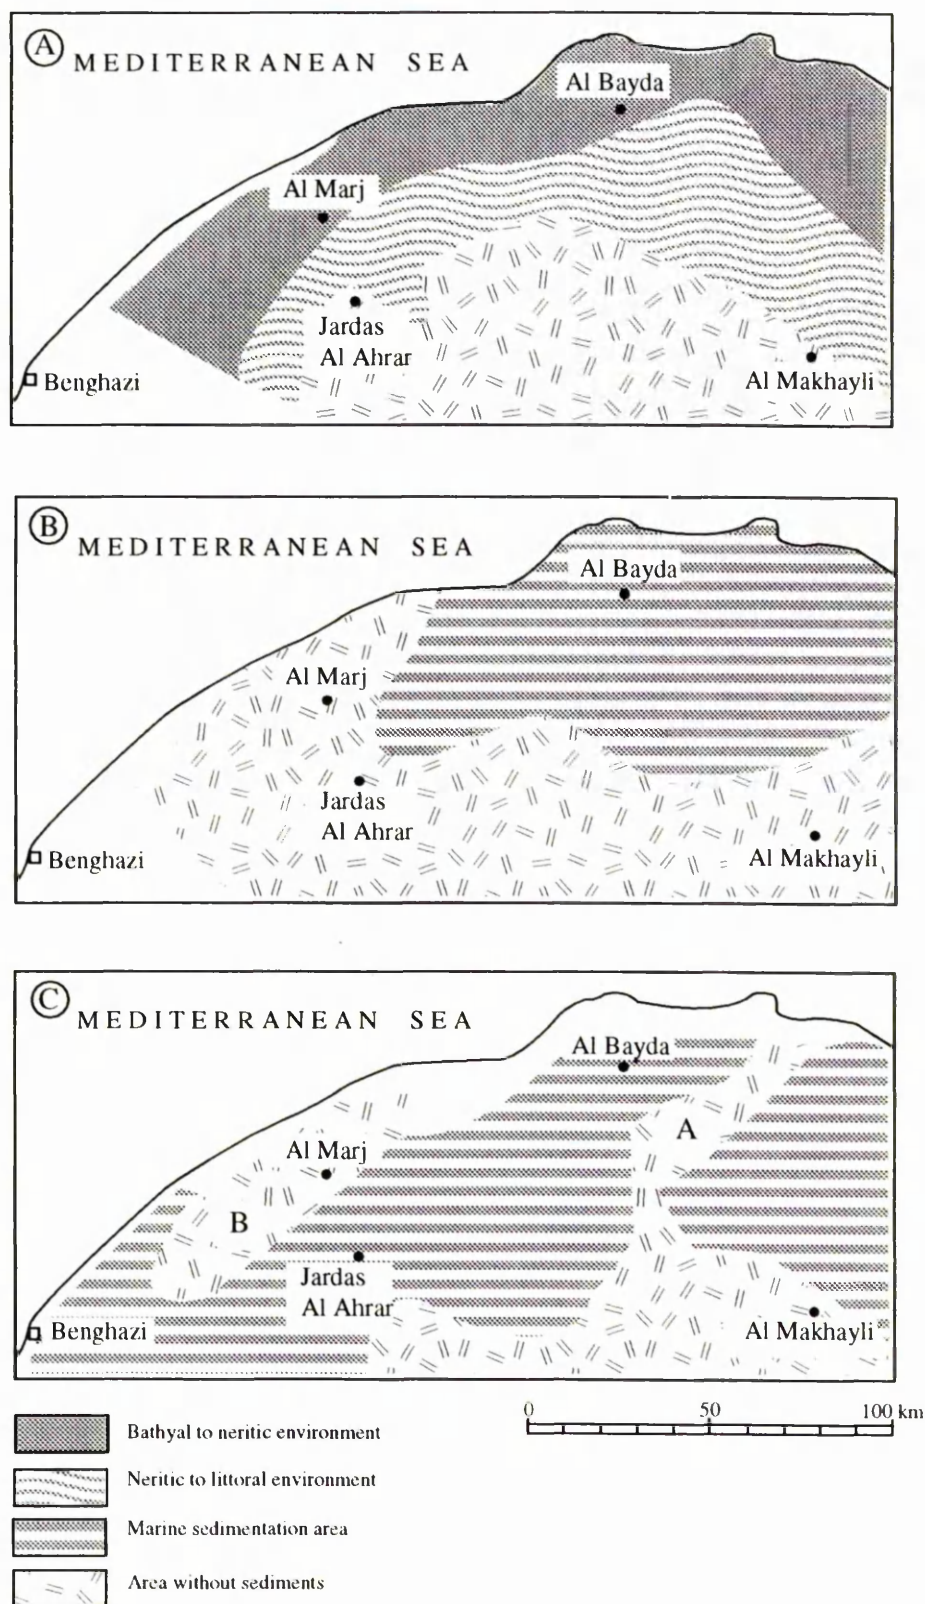 A
MEDITERRANEAN SEA
Al Bayda
Al Marj
Jardas
Al Ahrar
Benghazi
Al Makhayli
B
MEDITERRANEAN SEA
Al Bayda
Al Marj
Jardas
Al Ahrar
Benghazi
Al Makhayli
C
MEDITERRANEAN SEA
Al Bayda
A
Al Marj
B
Jardas
Al Ahrar
Benghazi
Al Makhayli
0 50 100 km
Bathyal to neritic environment
Neritic to littoral environment
Marine sedimentation area
Area without sediments